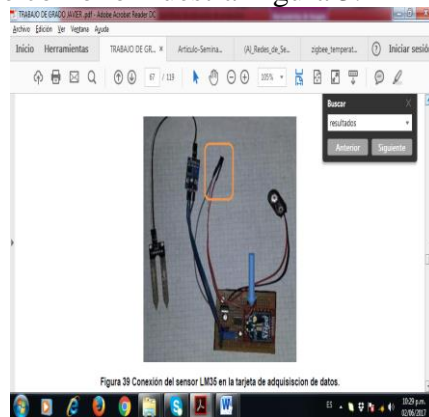 TRABAJO DE GRADO JAVIER .pdf - Adobe Acrobat Reader DC
Archivo Edición Ver Ventana Ayuda
Inicio Herramientas TRABAJO DE GR... × Articulo-Semina... (A)_Redes_de_Se... zigbee_temperat... Iniciar sesió
67 / 119 105%
Buscar
resultados
Anterior Siguiente
Figura 39 Conexión del sensor LM35 en la tarjeta de adquisiscion de datos.
ES 10:29 p.m.
02/06/2017